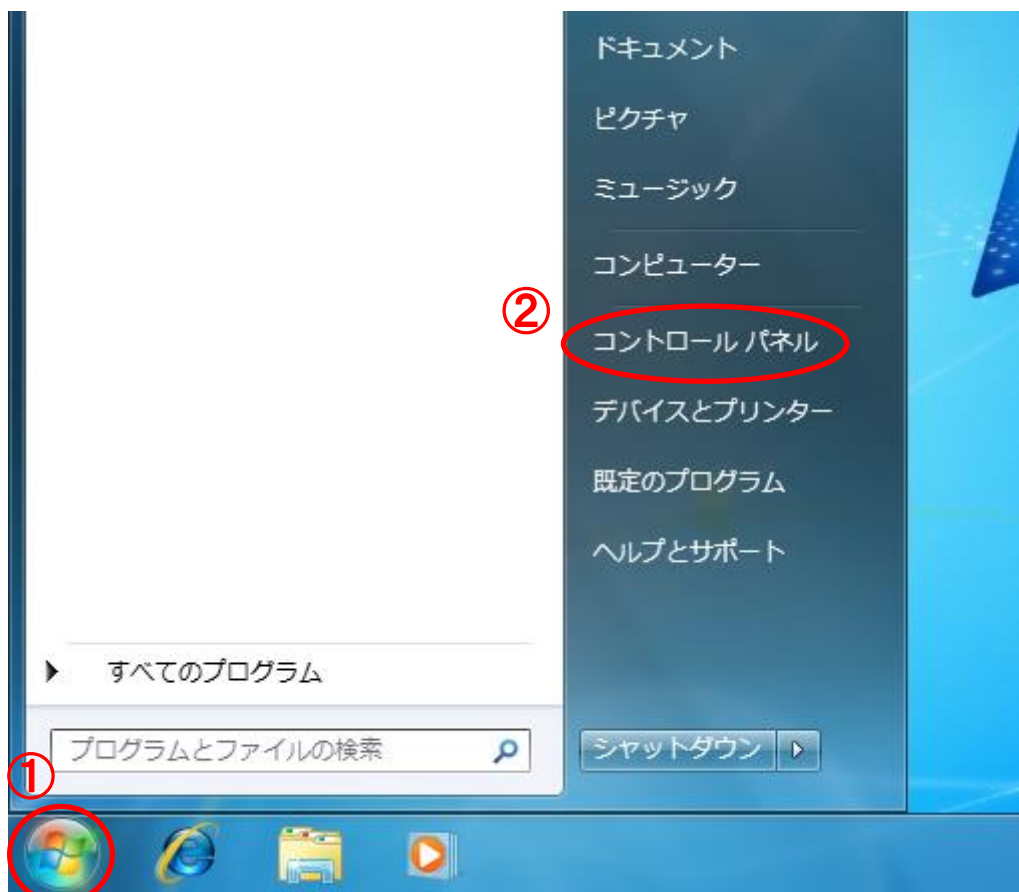 ドキュメント
ピクチャ
ミュージック
コンピューター
②
コントロール パネル
デバイスとプリンター
既定のプログラム
ヘルプとサポート
すべてのプログラム
プログラムとファイルの検索
シャットダウン
①